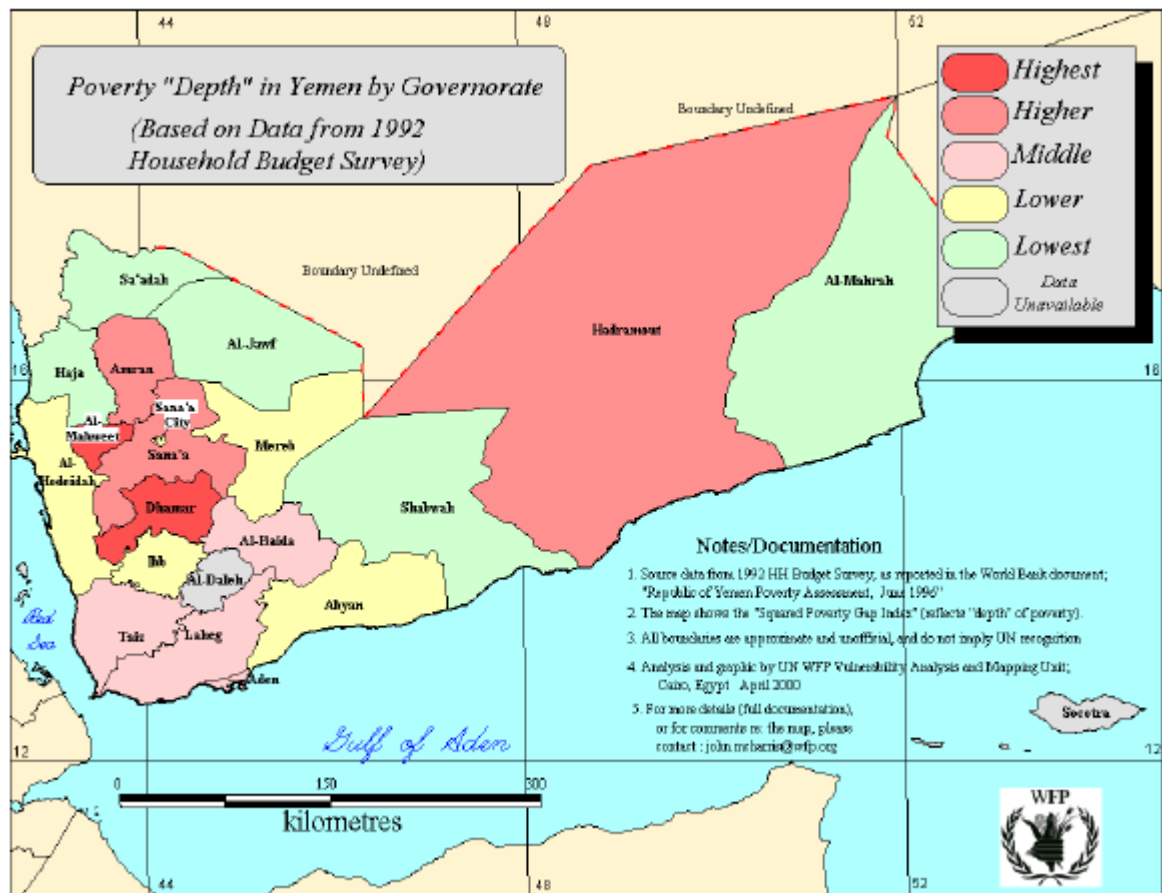 44
48
52
Poverty "Depth" in Yemen by Governorate
(Based on Data from 1992
Household Budget Survey)
Highest
Higher
Middle
Lower
Lowest
Data
Unavailable
Boundary Undefined
Boundary Undefined
Sa'adah
Al-Jawf
Al-Mahrah
Hadramout
Haja
Amran
16
16
Sana'a
City
Al-
Mahweet
Mereb
Sana'a
Al-
Hodeidah
Dhamar
Shabwah
Al-Baida
Ibb
Al-Daleh
Abyan
Taiz
Laheg
Aden
Red
Sea
Notes/Documentation
1. Source data from 1992 HH Budget Survey, as reported in the World Bank document;
"Republic of Yemen Poverty Assessment, June 1996"
2. The map shows the "Squared Poverty Gap Index" (reflects "depth" of poverty).
3. All boundaries are approximate and unofficial, and do not imply UN recognition
4. Analysis and graphic by UN WFP Vulnerability Analysis and Mapping Unit;
Cairo, Egypt April 2000
5. For more details (full documentation),
or for comments re: the map, please
contact :
Socotra
Gulf of Aden
12
12
0
150
300
kilometres
WFP
44
48
52